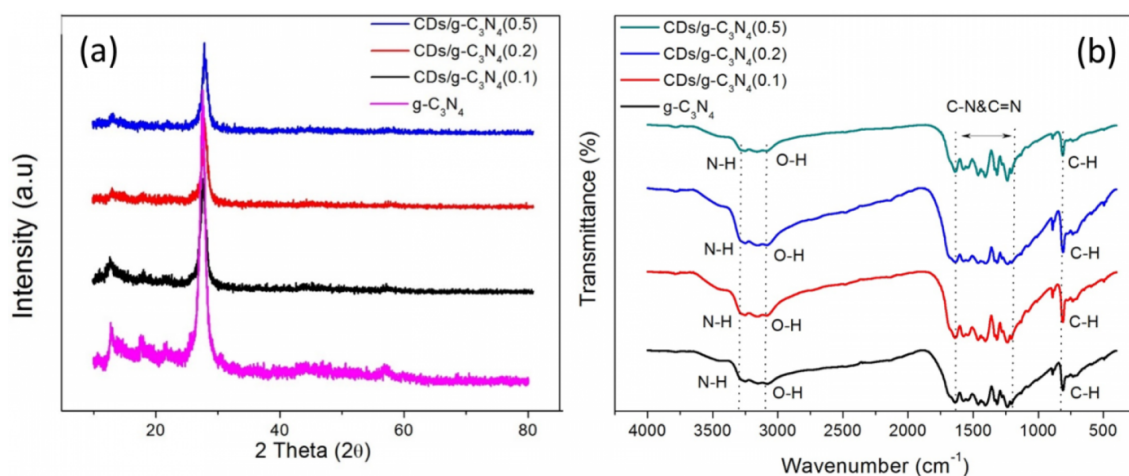 (a)
CDs/g-C₃N₄(0.5)
CDs/g-C₃N₄(0.2)
CDs/g-C₃N₄(0.1)
g-C₃N₄
Intensity (a.u)
20 40 60 80
2 Theta (2θ)
(b)
CDs/g-C₃N₄(0.5)
CDs/g-C₃N₄(0.2)
CDs/g-C₃N₄(0.1)
g-C₃N₄
C-N&C=N
N-H O-H C-H
N-H O-H C-H
N-H O-H C-H
N-H O-H C-H
Transmittance (%)
4000 3500 3000 2500 2000 1500 1000 500
Wavenumber (cm⁻¹)